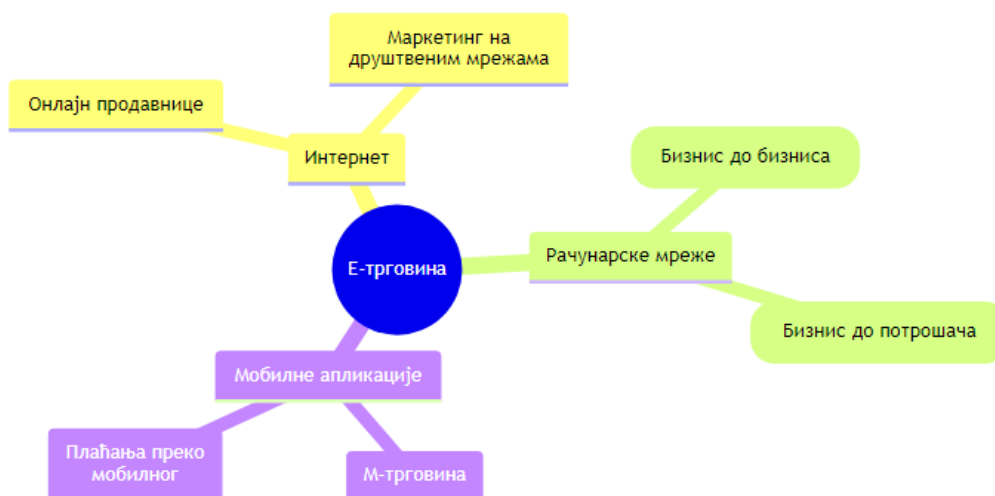 Маркетинг на
друштвеним мрежама
Онлајн продавнице
Интернет
Бизнис до бизниса
Рачунарске мреже
Е-трговина
Бизнис до потрошача
Мобилне апликације
Плаћања преко
мобилног
М-трговина